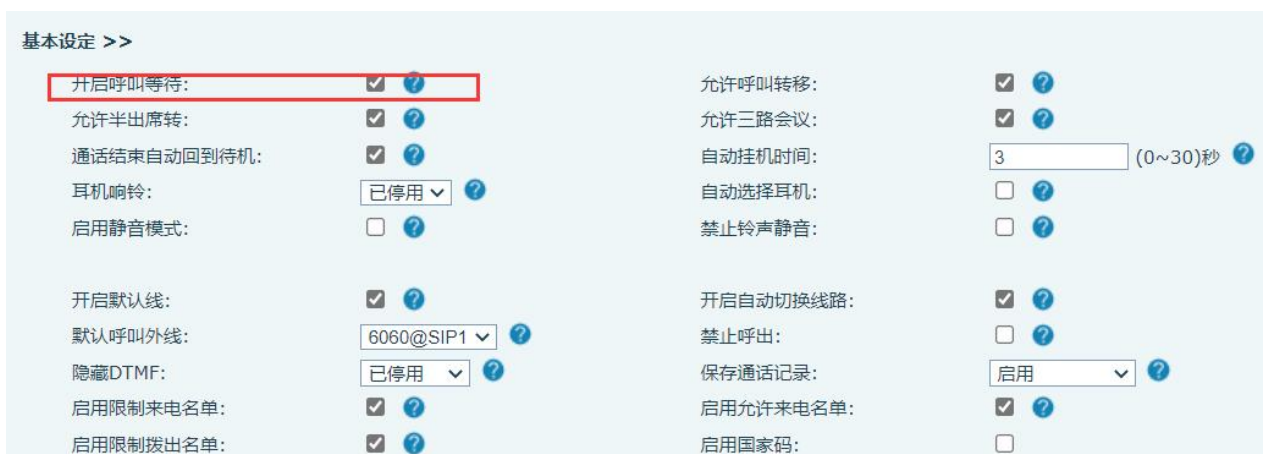 基本设定 >>
开启呼叫等待: 允许呼叫转移:
允许半出席转: 允许三路会议:
通话结束自动回到待机: 自动挂机时间: 3 (0~30)秒
耳机响铃: 已停用 自动选择耳机:
启用静音模式: 禁止铃声静音:
开启默认线: 开启自动切换线路:
默认呼叫外线: 6060@SIP1 禁止呼出:
隐藏DTMF: 已停用 保存通话记录: 启用
启用限制来电名单: 启用允许来电名单:
启用限制拨出名单: 启用国家码: